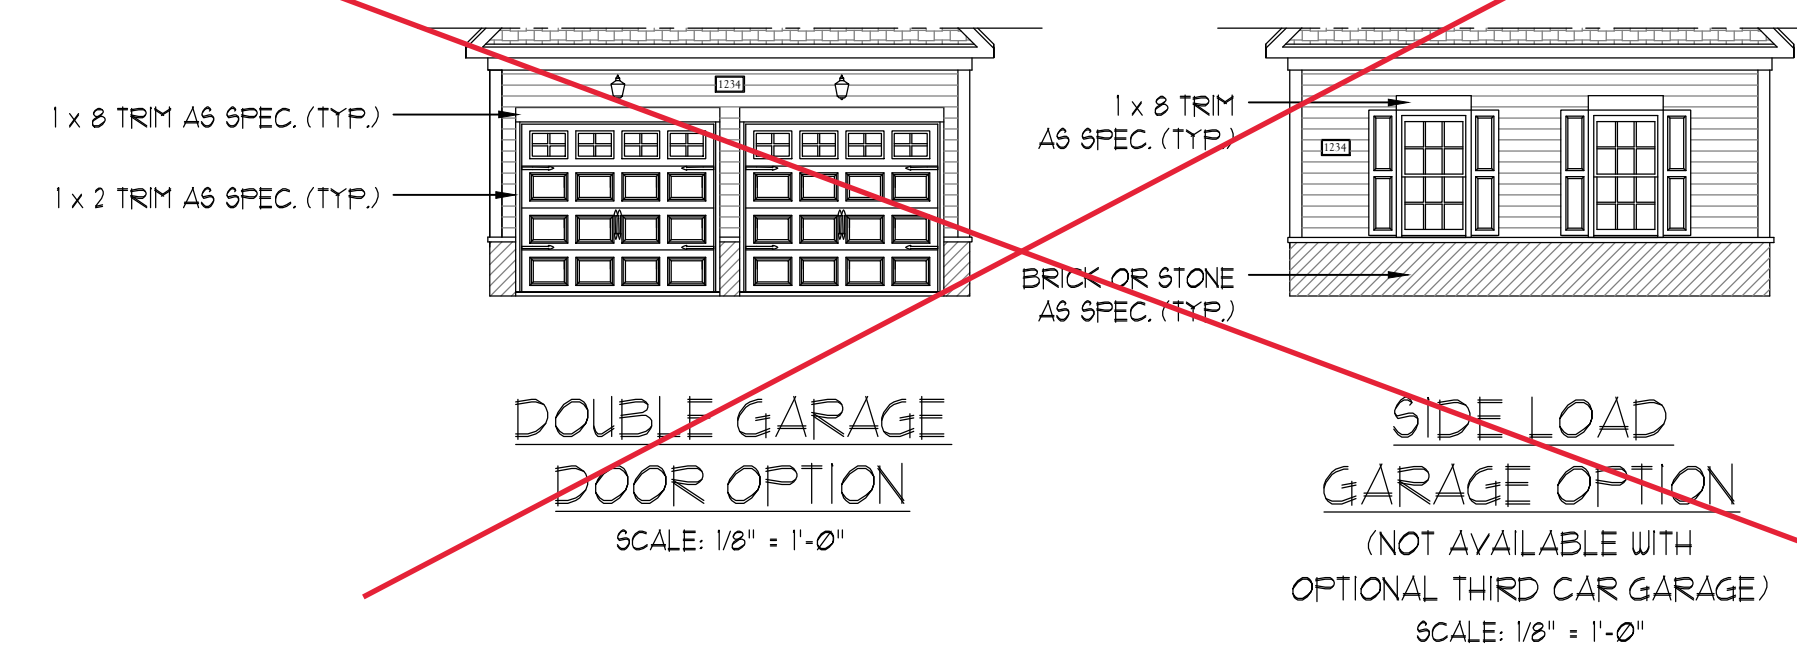 1234
1 x 8 TRIM AS SPEC. (TYP.)
1 x 2 TRIM AS SPEC. (TYP.)
DOUBLE GARAGE
DOOR OPTION
SCALE: 1/8" = 1'-0"
1 x 8 TRIM
AS SPEC. (TYP.)
1234
BRICK OR STONE
AS SPEC. (TYP.)
SIDE LOAD
GARAGE OPTION
(NOT AVAILABLE WITH
OPTIONAL THIRD CAR GARAGE)
SCALE: 1/8" = 1'-0"